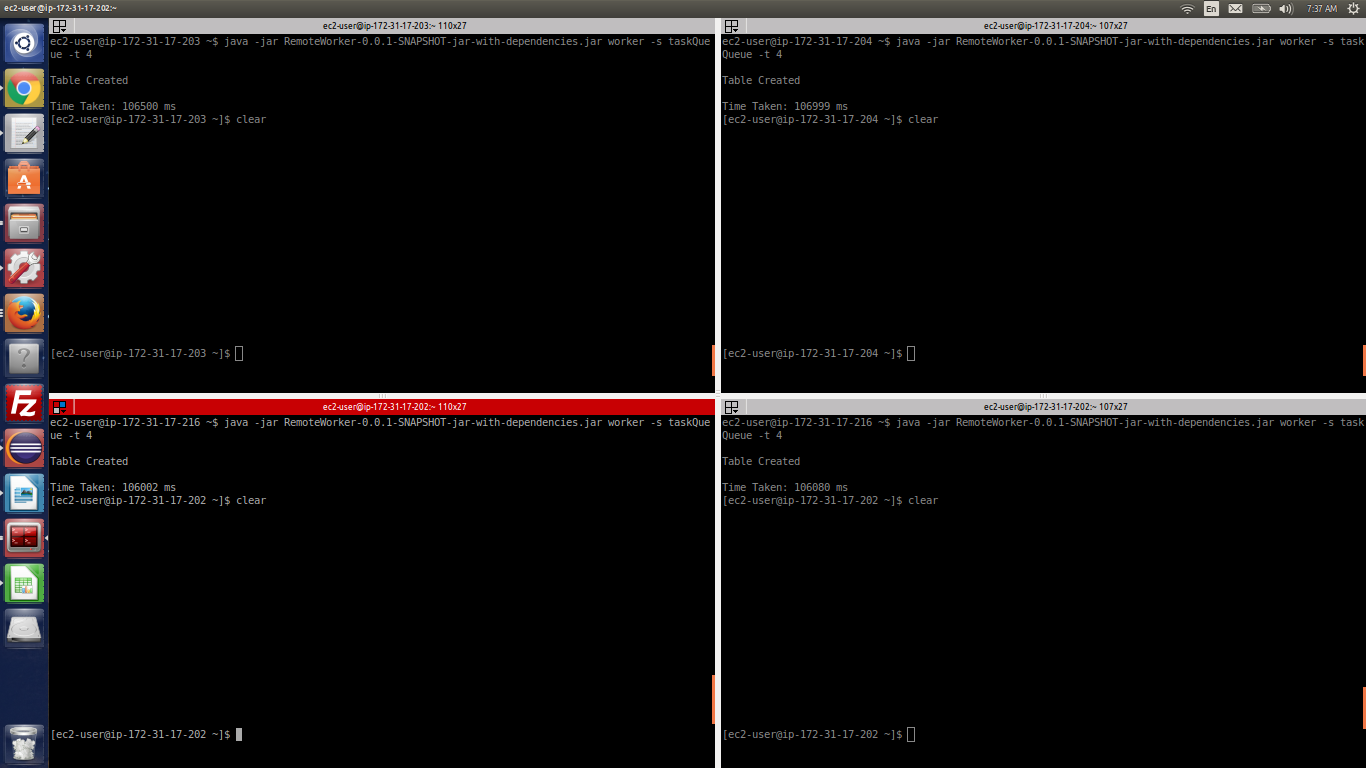 ec2-user@ip-172-31-17-202:~
En
7:37 AM
ec2-user@ip-172-31-17-203:~ 110x27
ec2-user@ip-172-31-17-203 ~$ java -jar RemoteWorker-0.0.1-SNAPSHOT-jar-with-dependencies.jar worker -s taskQue
ue -t 4
Table Created
Time Taken: 106500 ms
[ec2-user@ip-172-31-17-203 ~]$ clear
[ec2-user@ip-172-31-17-203 ~]$
ec2-user@ip-172-31-17-204:~ 107x27
ec2-user@ip-172-31-17-204 ~$ java -jar RemoteWorker-0.0.1-SNAPSHOT-jar-with-dependencies.jar worker -s task
Queue -t 4
Table Created
Time Taken: 106999 ms
[ec2-user@ip-172-31-17-204 ~]$ clear
[ec2-user@ip-172-31-17-204 ~]$
ec2-user@ip-172-31-17-202:~ 110x27
ec2-user@ip-172-31-17-216 ~$ java -jar RemoteWorker-0.0.1-SNAPSHOT-jar-with-dependencies.jar worker -s taskQue
ue -t 4
Table Created
Time Taken: 106002 ms
[ec2-user@ip-172-31-17-202 ~]$ clear
[ec2-user@ip-172-31-17-202 ~]$
ec2-user@ip-172-31-17-202:~ 107x27
ec2-user@ip-172-31-17-216 ~$ java -jar RemoteWorker-0.0.1-SNAPSHOT-jar-with-dependencies.jar worker -s task
Queue -t 4
Table Created
Time Taken: 106080 ms
[ec2-user@ip-172-31-17-202 ~]$ clear
[ec2-user@ip-172-31-17-202 ~]$
A
?
Fz